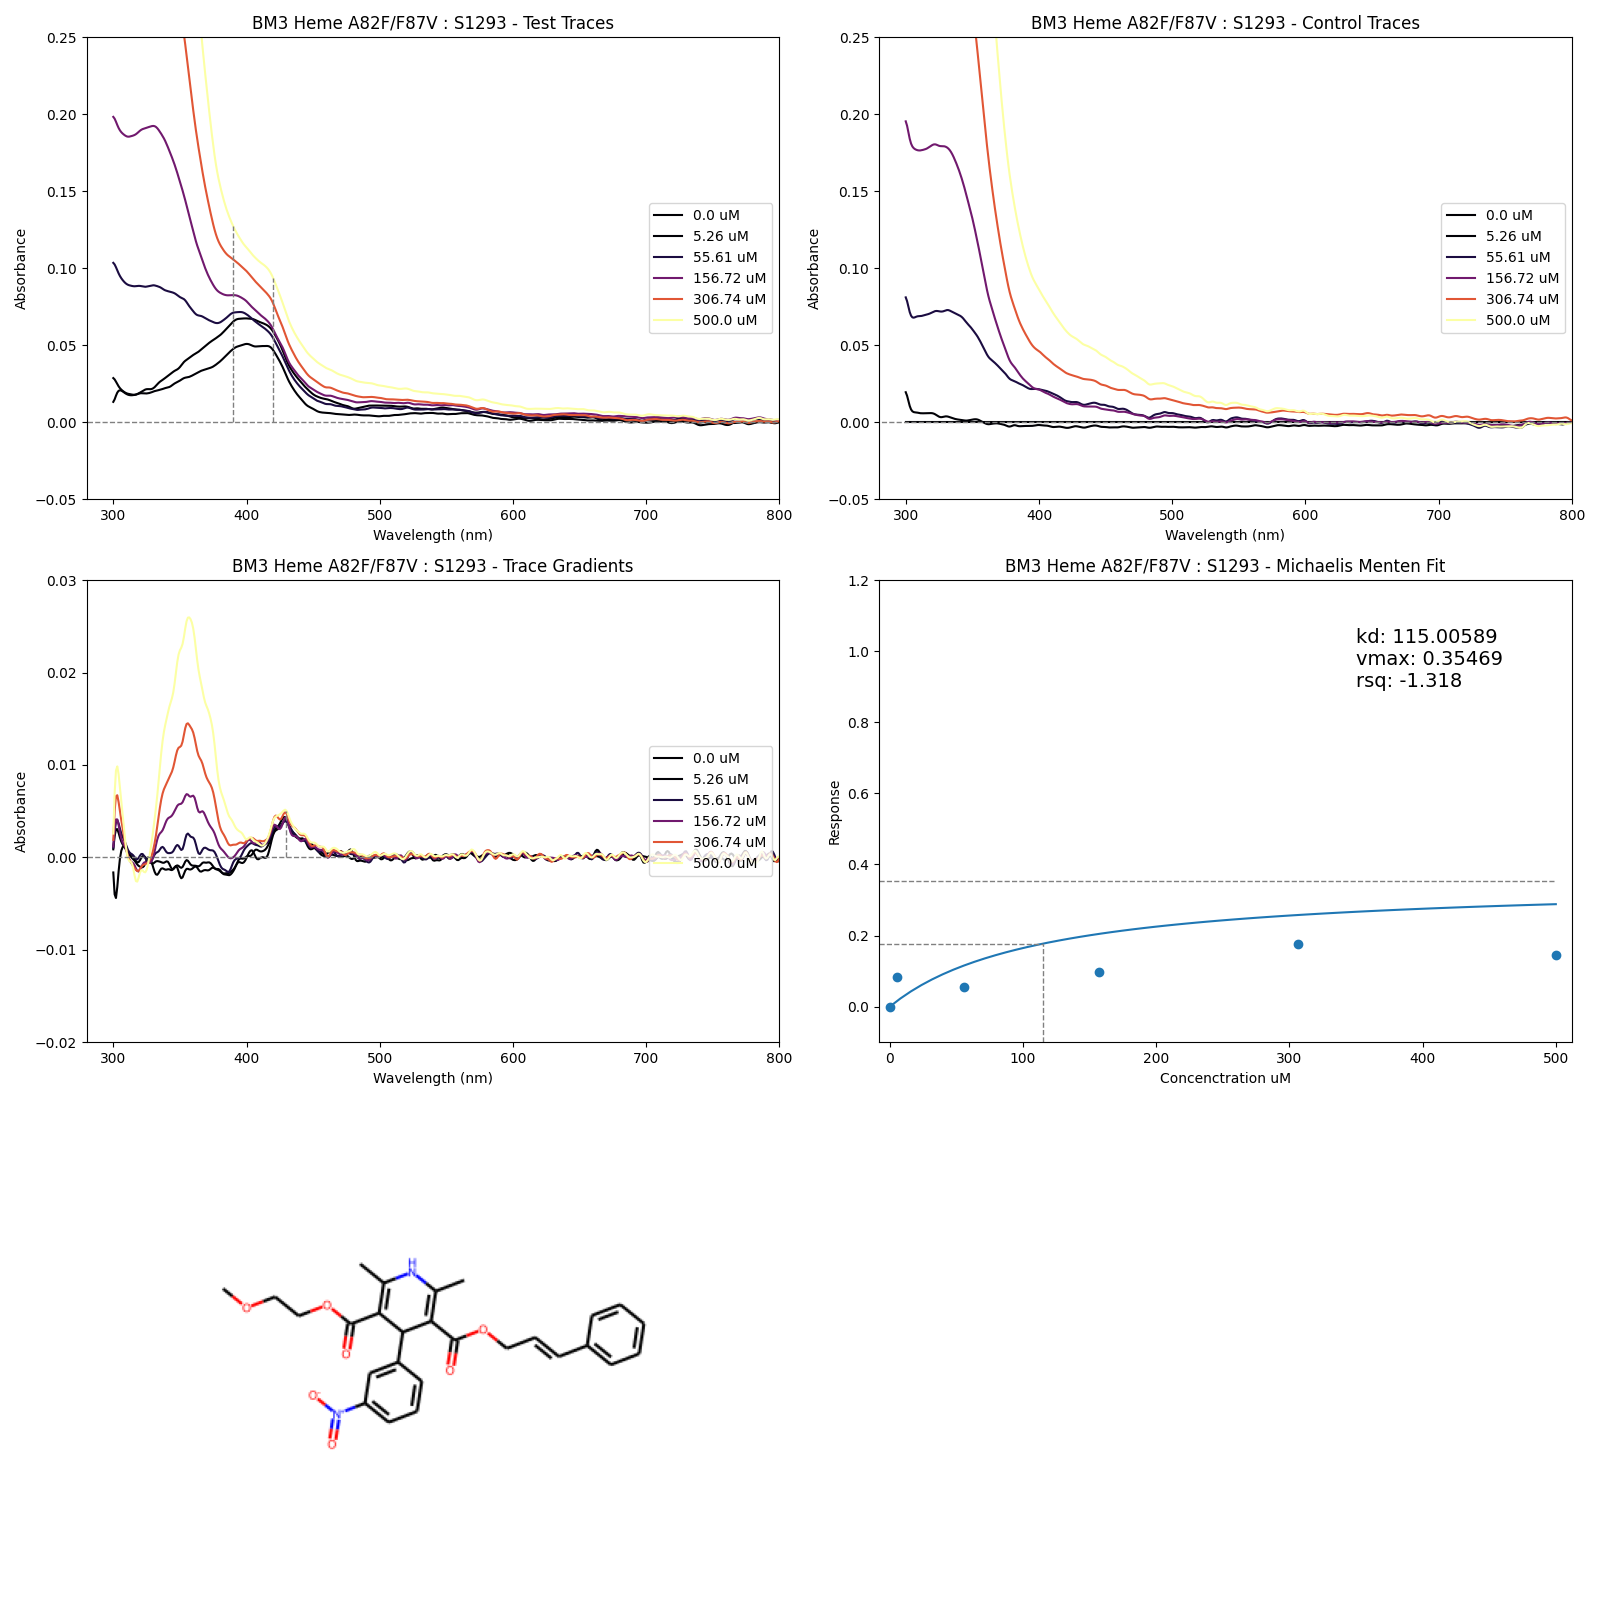 BM3 Heme A82F/F87V : S1293 - Test Traces
Absorbance
0.25
0.20
0.15
0.10
0.05
0.00
−0.05
300 400 500 600 700 800
Wavelength (nm)
0.0 uM
5.26 uM
55.61 uM
156.72 uM
306.74 uM
500.0 uM
BM3 Heme A82F/F87V : S1293 - Control Traces
Absorbance
0.25
0.20
0.15
0.10
0.05
0.00
−0.05
300 400 500 600 700 800
Wavelength (nm)
0.0 uM
5.26 uM
55.61 uM
156.72 uM
306.74 uM
500.0 uM
BM3 Heme A82F/F87V : S1293 - Trace Gradients
Absorbance
0.03
0.02
0.01
0.00
−0.01
−0.02
300 400 500 600 700 800
Wavelength (nm)
0.0 uM
5.26 uM
55.61 uM
156.72 uM
306.74 uM
500.0 uM
BM3 Heme A82F/F87V : S1293 - Michaelis Menten Fit
Response
1.2
1.0
0.8
0.6
0.4
0.2
0.0
0 100 200 300 400 500
Concenctration uM
kd: 115.00589
vmax: 0.35469
rsq: -1.318
H
N
O
O
O
O
O
O-
N+
O